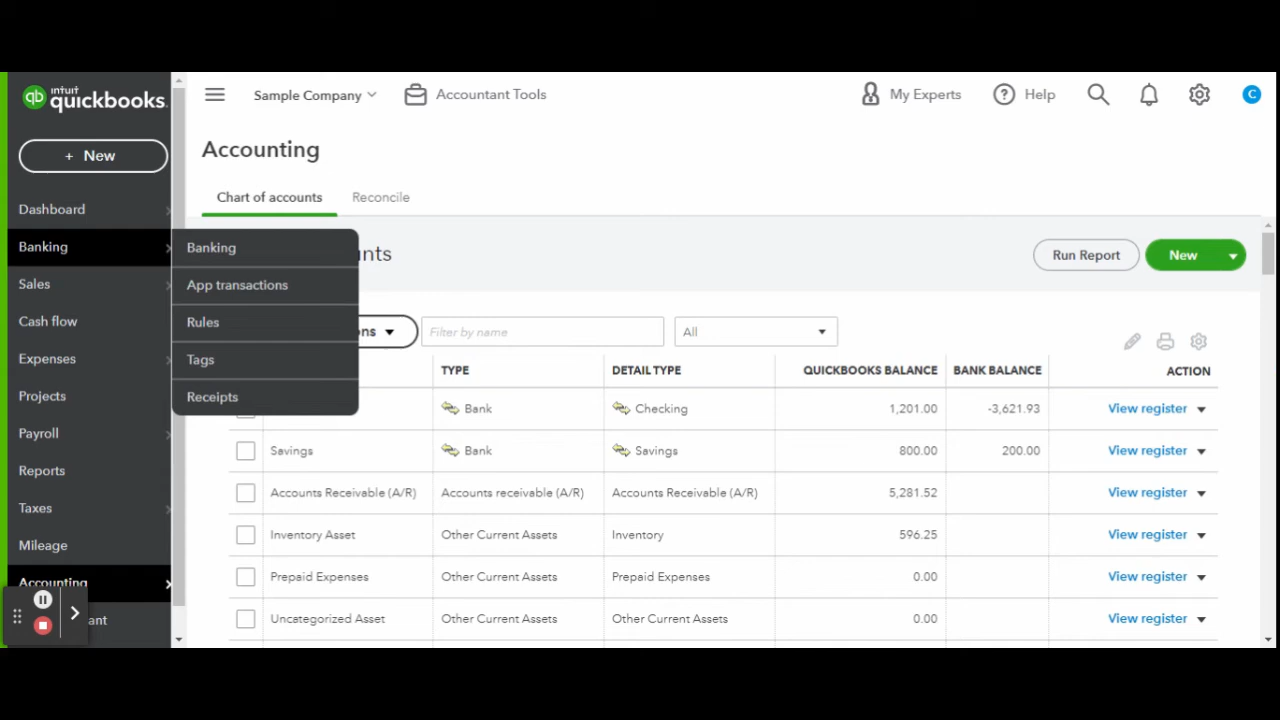 intuit
quickbooks.
Sample Company
Accountant Tools
My Experts
Help
C
+ New
Accounting
Chart of accounts
Reconcile
Dashboard
Banking
Sales
Cash flow
Expenses
Projects
Payroll
Reports
Taxes
Mileage
Accounting
ant
Banking
App transactions
Rules
Tags
Receipts
nts
Run Report
New
ons
Filter by name
All
TYPE DETAIL TYPE QUICKBOOKS BALANCE BANK BALANCE ACTION
Bank Checking 1,201.00 -3,621.93 View register
Savings Bank Savings 800.00 200.00 View register
Accounts Receivable (A/R) Accounts receivable (A/R) Accounts Receivable (A/R) 5,281.52 View register
Inventory Asset Other Current Assets Inventory 596.25 View register
Prepaid Expenses Other Current Assets Prepaid Expenses 0.00 View register
Uncategorized Asset Other Current Assets Other Current Assets 0.00 View register